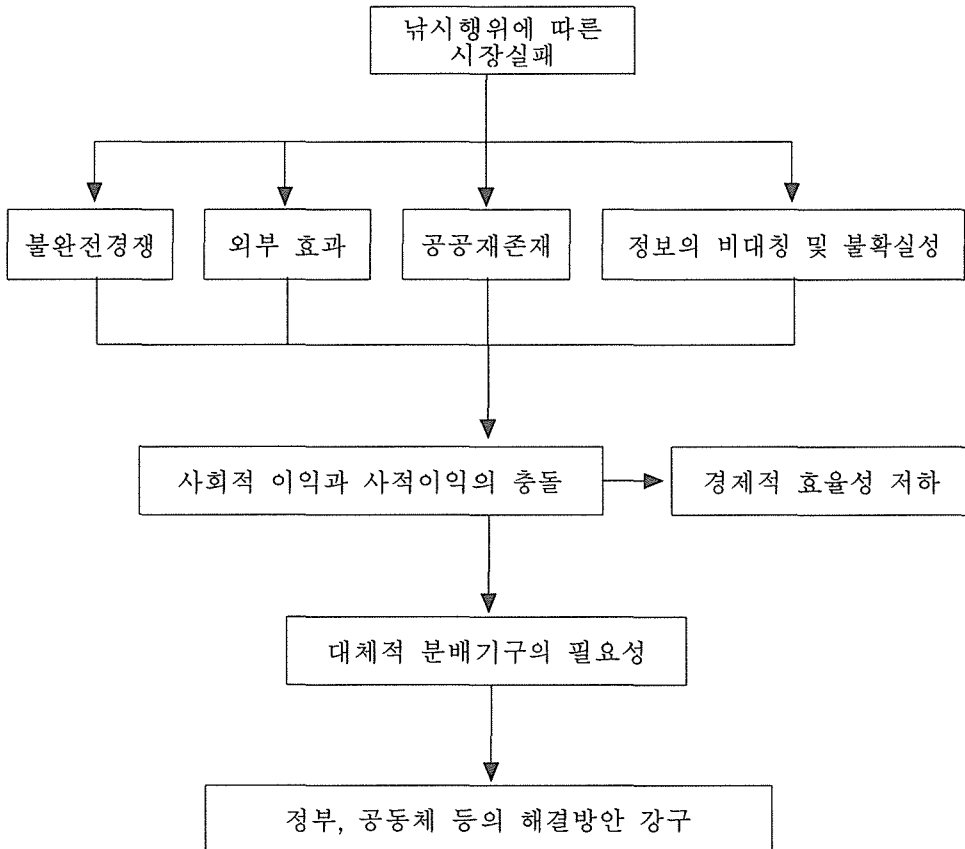 낚시행위에 따른
시장실패
불완전경쟁
외부 효과
공공재존재
정보의 비대칭 및 불확실성
사회적 이익과 사적이익의 충돌
경제적 효율성 저하
대체적 분배기구의 필요성
정부, 공동체 등의 해결방안 강구